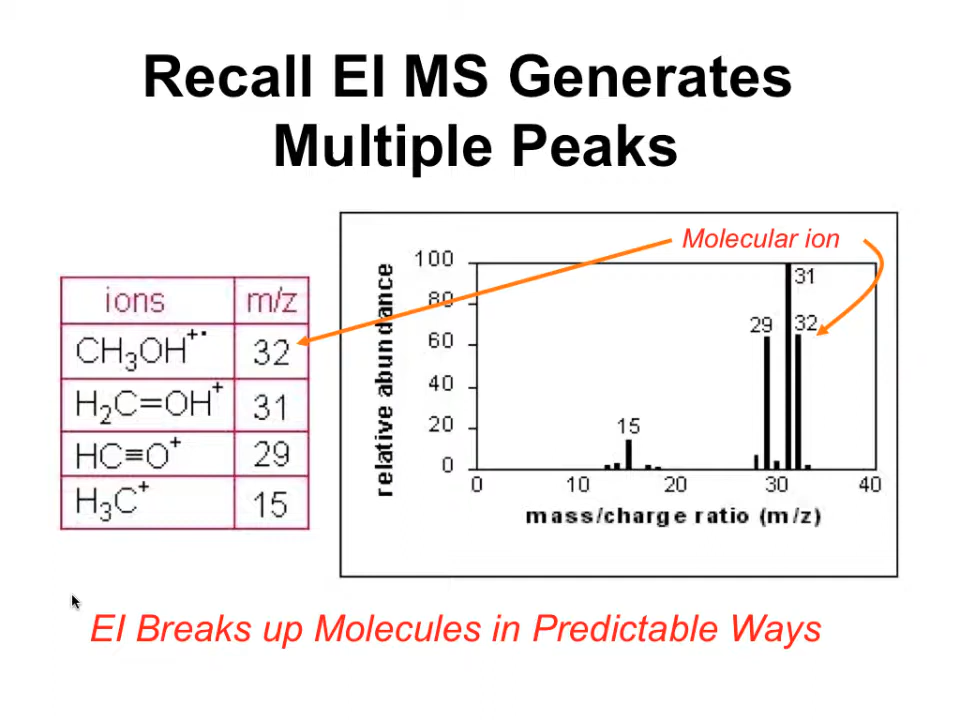 Recall EI MS Generates
Multiple Peaks
ions m/z
CH₃OH⁺• 32
H₂C=OH⁺ 31
HC≡O⁺ 29
H₃C⁺ 15
Molecular ion
relative abundance
100
80
60
40
20
0
0 10 20 30 40
15
29
31
32
mass/charge ratio (m/z)
EI Breaks up Molecules in Predictable Ways